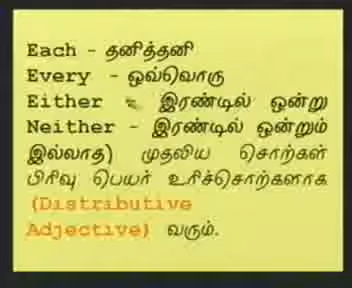 Each - தனித்தனி
Every - ஒவ்வொரு
Either - இரண்டில் ஒன்று
Neither - இரண்டில் ஒன்றும்
இல்லாத) முதலிய சொற்கள்
பிரிவு பெயர் உரிச்சொற்களாக
(Distributive
Adjective) வரும்.